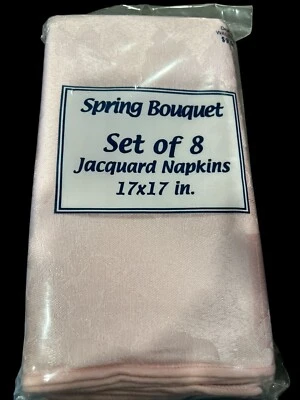 Spring Bouquet
Set of 8
Jacquard Napkins
17x17 in.